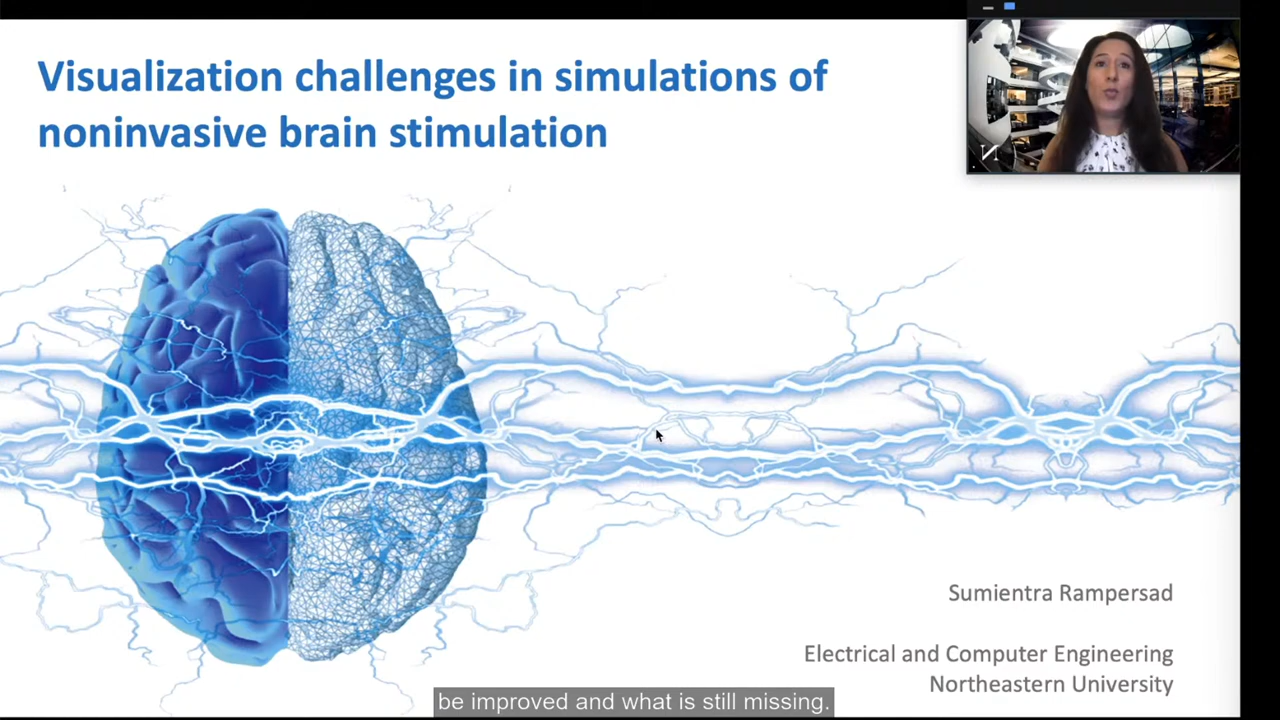 Visualization challenges in simulations of
noninvasive brain stimulation
Sumientra Rampersad
Electrical and Computer Engineering
Northeastern University
be improved and what is still missing.